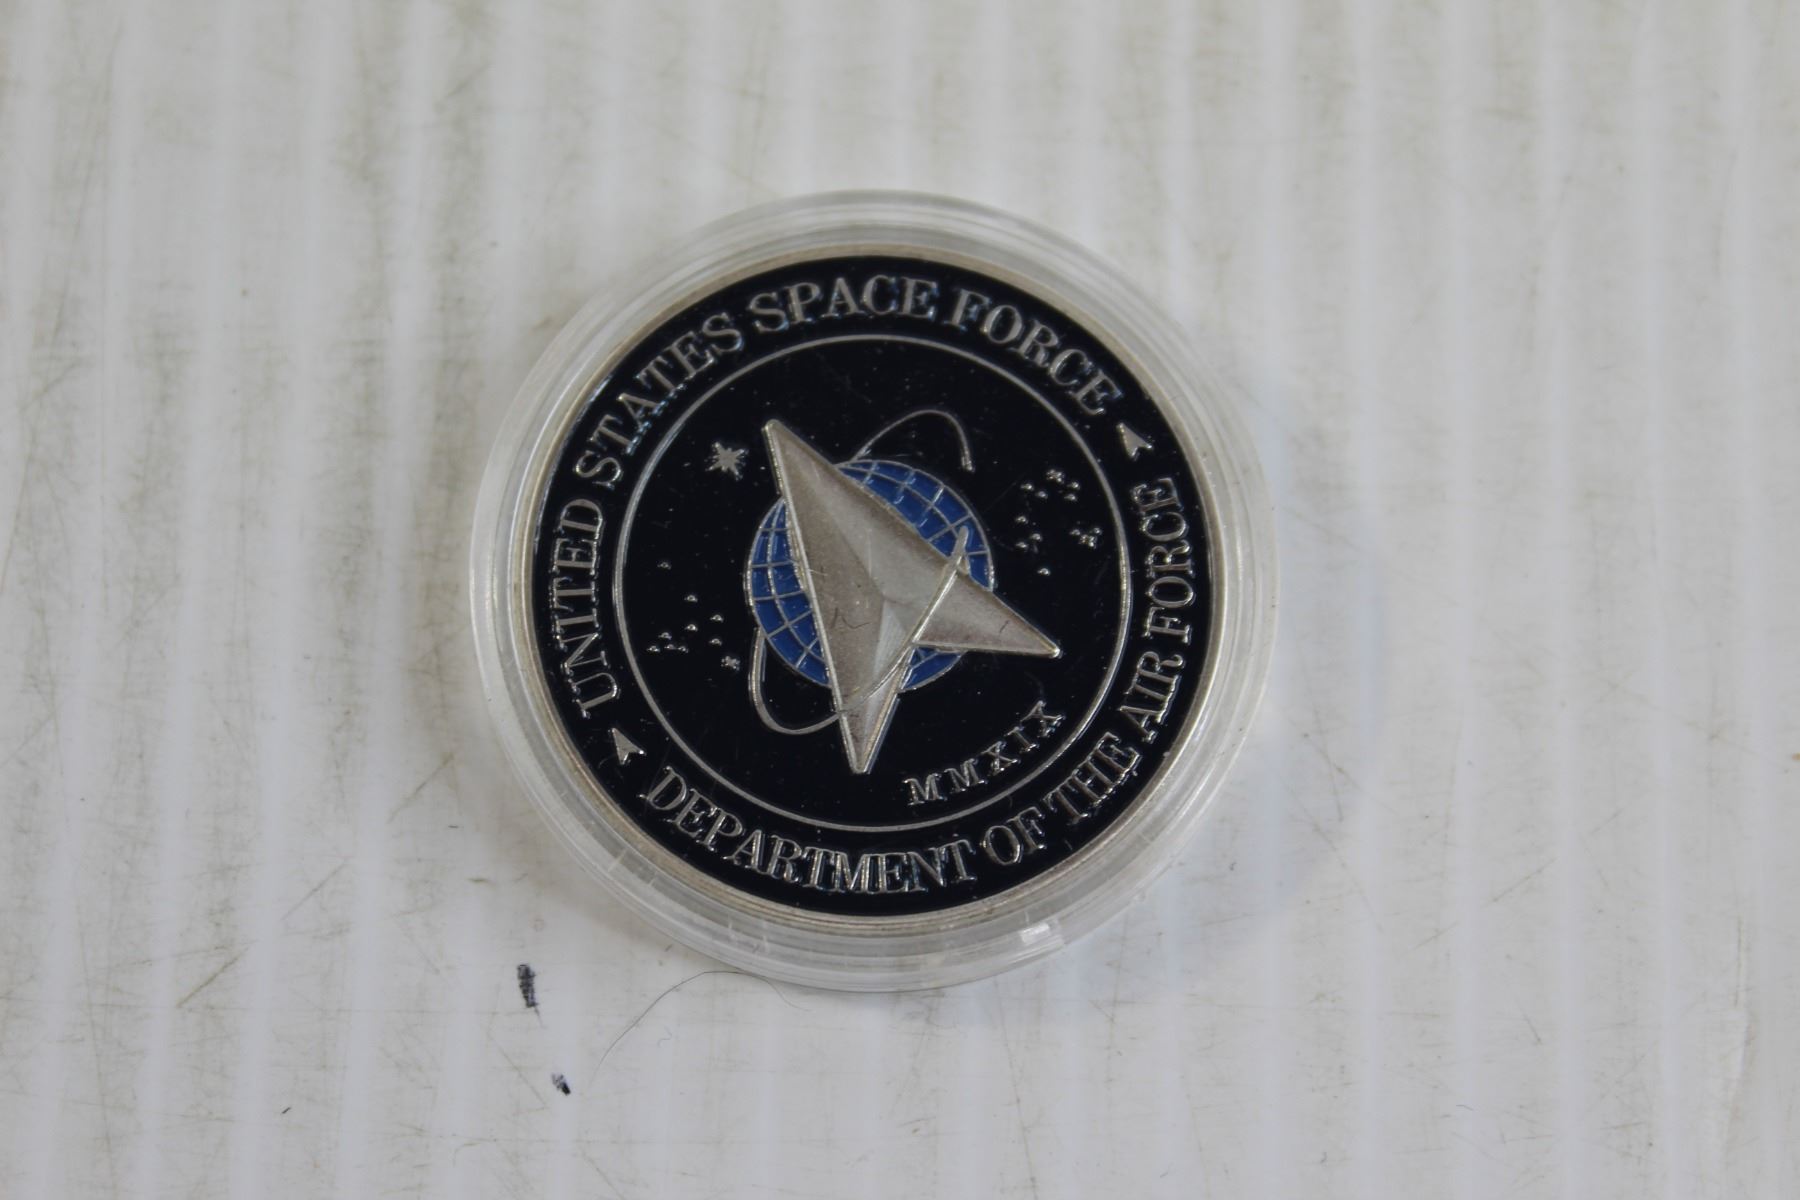 UNITED STATES SPACE FORCE
MMXIX
DEPARTMENT OF THE AIR FORCE